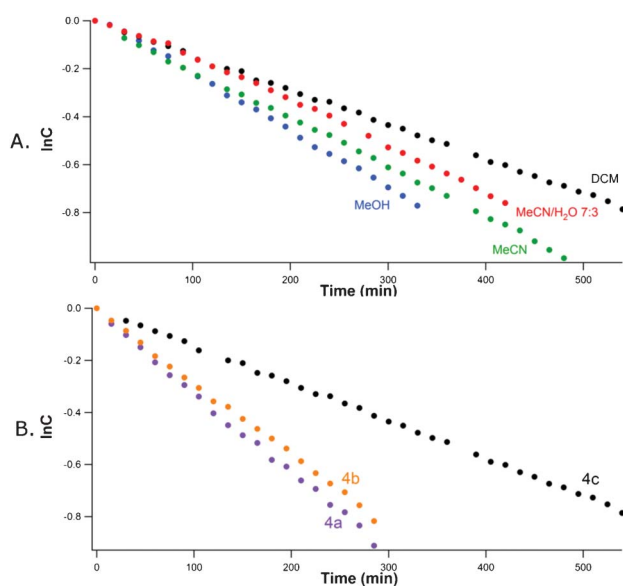 A.
lnC
0.0
-0.2
-0.4
-0.6
-0.8
DCM
MeCN/H₂O 7:3
MeOH
MeCN
0 100 200 300 400 500
Time (min)
B.
lnC
0.0
-0.2
-0.4
-0.6
-0.8
4b
4a
4c
0 100 200 300 400 500
Time (min)